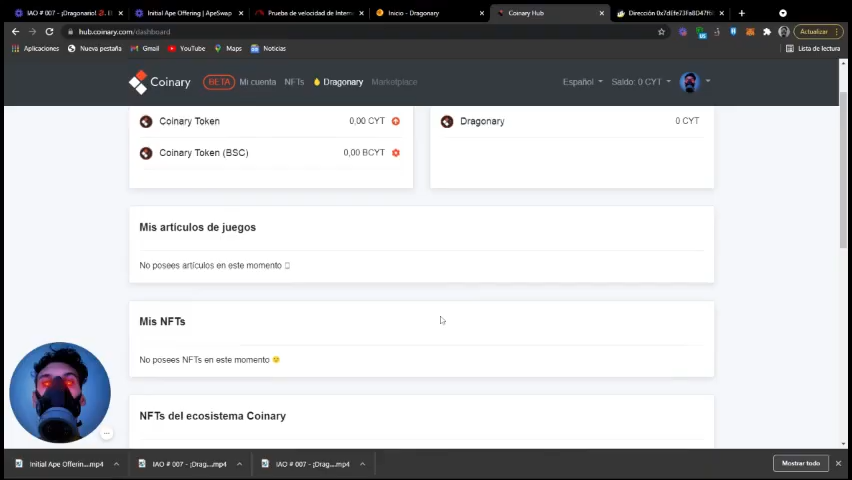 IAO # 007 - ¡Dragonario!
Initial Ape Offering | ApeSwap
Prueba de velocidad de Intern
Inicio - Dragonary
Coinary Hub
hub.coinary.com/dashboard
Actualizar
Aplicaciones
Nueva pestaña
Gmail
YouTube
Maps
Noticias
Lista de lectura
Coinary
BETA
Mi cuenta
NFTs
Dragonary
Marketplace
Español
Saldo: 0 CYT
Coinary Token 0,00 CYT
Dragonary 0 CYT
Coinary Token (BSC) 0,00 BCYT
Mis artículos de juegos
No posees artículos en este momento
Mis NFTs
No posees NFTs en este momento
NFTs del ecosistema Coinary
Initial Ape Offerin....mp4
IAO # 007 - ¡Drag....mp4
IAO # 007 - ¡Drag....mp4
Mostrar todo